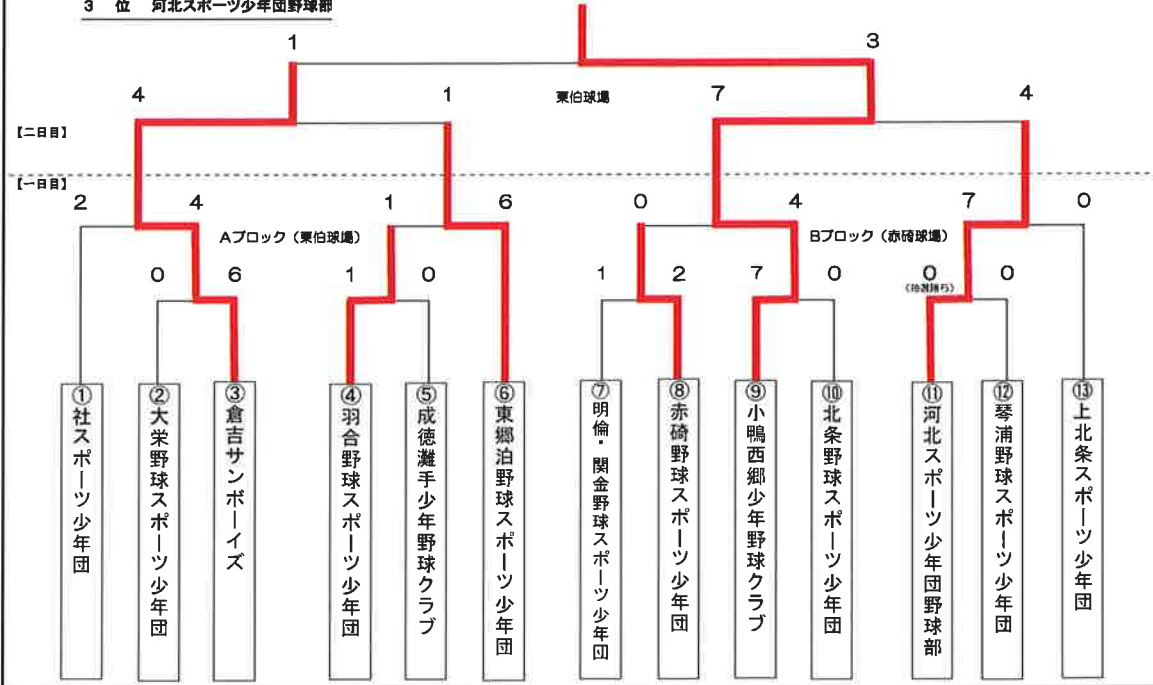 3 位 河北スポーツ少年団野球部
1 3
4 1 東伯球場 7 4
【二日目】
【一日目】
2 4 1 6 0 4 7 0
Aブロック（東伯球場） Bブロック（赤碕球場）
0 6 1 0 1 2 7 0 0 0
（抽選勝ち）
①社スポーツ少年団
②大栄野球スポーツ少年団
③倉吉サンボーイズ
④羽合野球スポーツ少年団
⑤成徳灘手少年野球クラブ
⑥東郷泊野球スポーツ少年団
⑦明倫・関金野球スポーツ少年団
⑧赤碕野球スポーツ少年団
⑨小鴨西郷少年野球クラブ
⑩北条野球スポーツ少年団
⑪河北スポーツ少年団野球部
⑫琴浦野球スポーツ少年団
⑬上北条スポーツ少年団